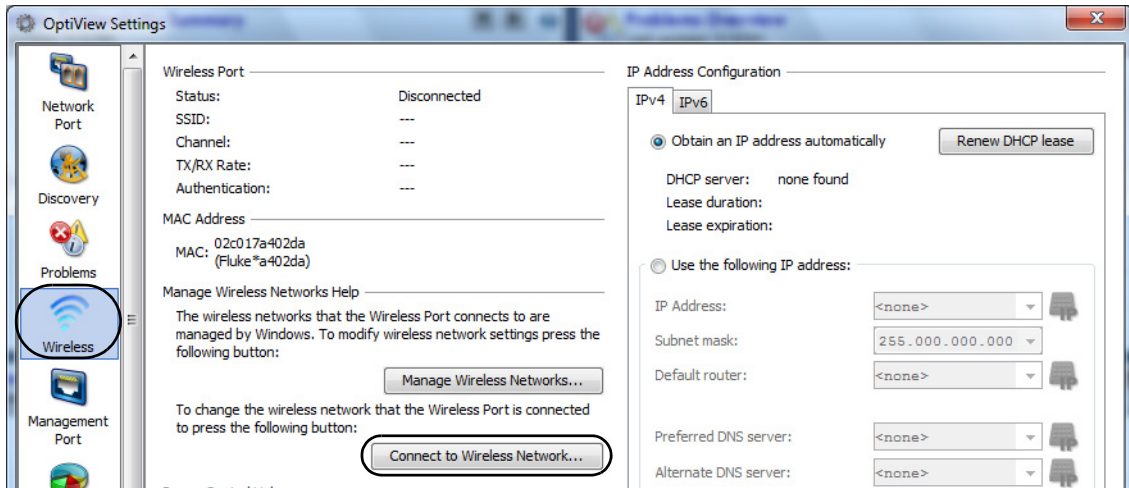 OptiView Settings
Network
Port
Discovery
Problems
Wireless
Management
Port
Wireless Port
Status: Disconnected
SSID: ---
Channel: ---
TX/RX Rate: ---
Authentication: ---
MAC Address
MAC: 02c017a402da
(Fluke*a402da)
Manage Wireless Networks Help
The wireless networks that the Wireless Port connects to are
managed by Windows. To modify wireless network settings press the
following button:
Manage Wireless Networks...
To change the wireless network that the Wireless Port is connected
to press the following button:
Connect to Wireless Network...
IP Address Configuration
IPv4 IPv6
Obtain an IP address automatically Renew DHCP lease
DHCP server: none found
Lease duration:
Lease expiration:
Use the following IP address:
IP Address: <none> IP
Subnet mask: 255.000.000.000
Default router: <none> IP
Preferred DNS server: <none> IP
Alternate DNS server: <none> IP